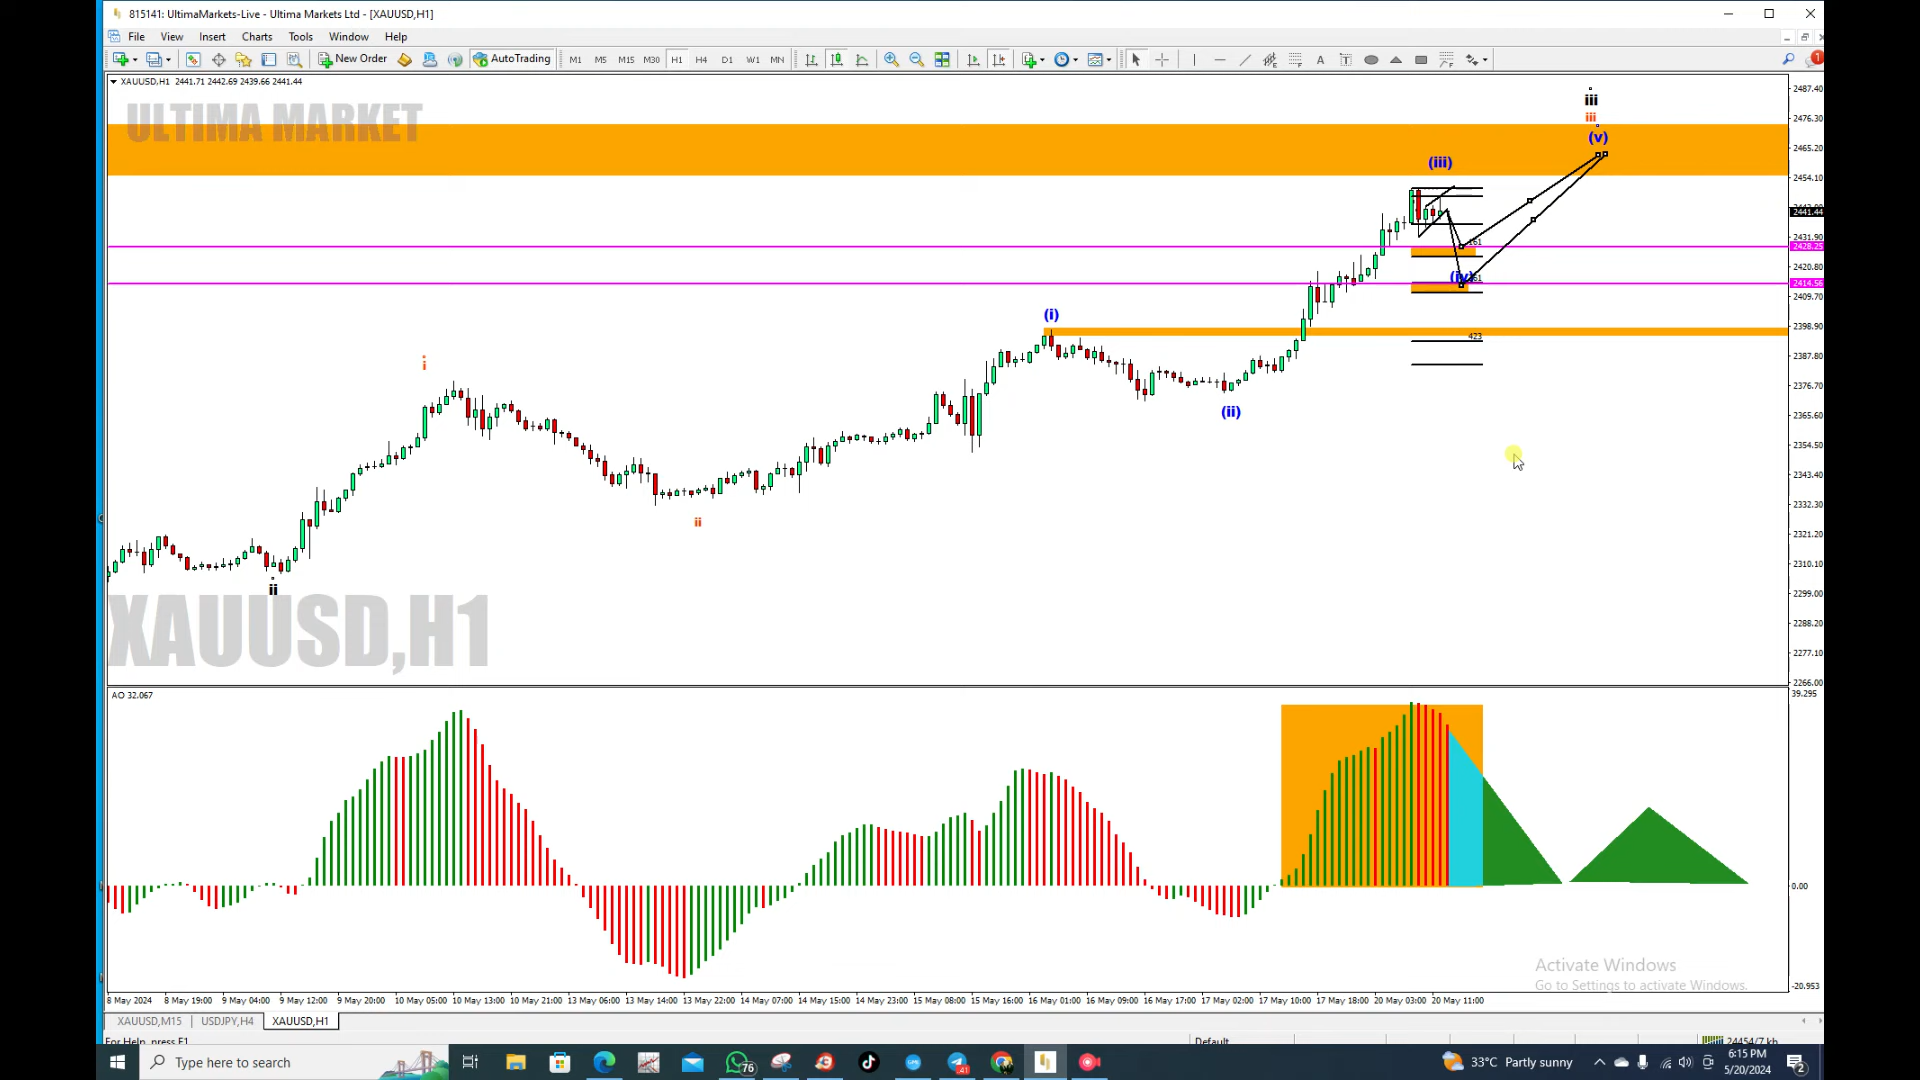 815141: UltimaMarkets-Live - Ultima Markets Ltd - [XAUUSD,H1]
File View Insert Charts Tools Window Help
New Order AutoTrading M1 M5 M15 M30 H1 H4 D1 W1 MN
XAUUSD,H1 2441.71 2442.69 2439.66 2441.44
ULTIMA MARKET
2487.40
iii
iii
2476.30
(v)
2465.20
(iii)
2454.10
2441.44
2431.90
161
2428.25
2420.80
(iv)
2414.56
2409.70
(i)
2398.90
423
2387.80
i
2376.70
(ii)
2365.60
2354.50
2343.40
2332.30
ii
2321.20
2310.10
ii
2299.00
XAUUSD,H1
2288.20
2277.10
2266.00
AO 32.067
39.295
0.00
Activate Windows
Go to Settings to activate Windows.
-20.953
8 May 2024 8 May 19:00 9 May 04:00 9 May 12:00 9 May 20:00 10 May 05:00 10 May 13:00 10 May 21:00 13 May 06:00 13 May 14:00 13 May 22:00 14 May 07:00 14 May 15:00 14 May 23:00 15 May 08:00 15 May 16:00 16 May 01:00 16 May 09:00 16 May 17:00 17 May 02:00 17 May 10:00 17 May 18:00 20 May 03:00 20 May 11:00
XAUUSD,M15 USDJPY,H4 XAUUSD,H1
For Help, press F1 Default 24454/7 kb
Type here to search 76 41 33°C Partly sunny 6:15 PM
5/20/2024 2